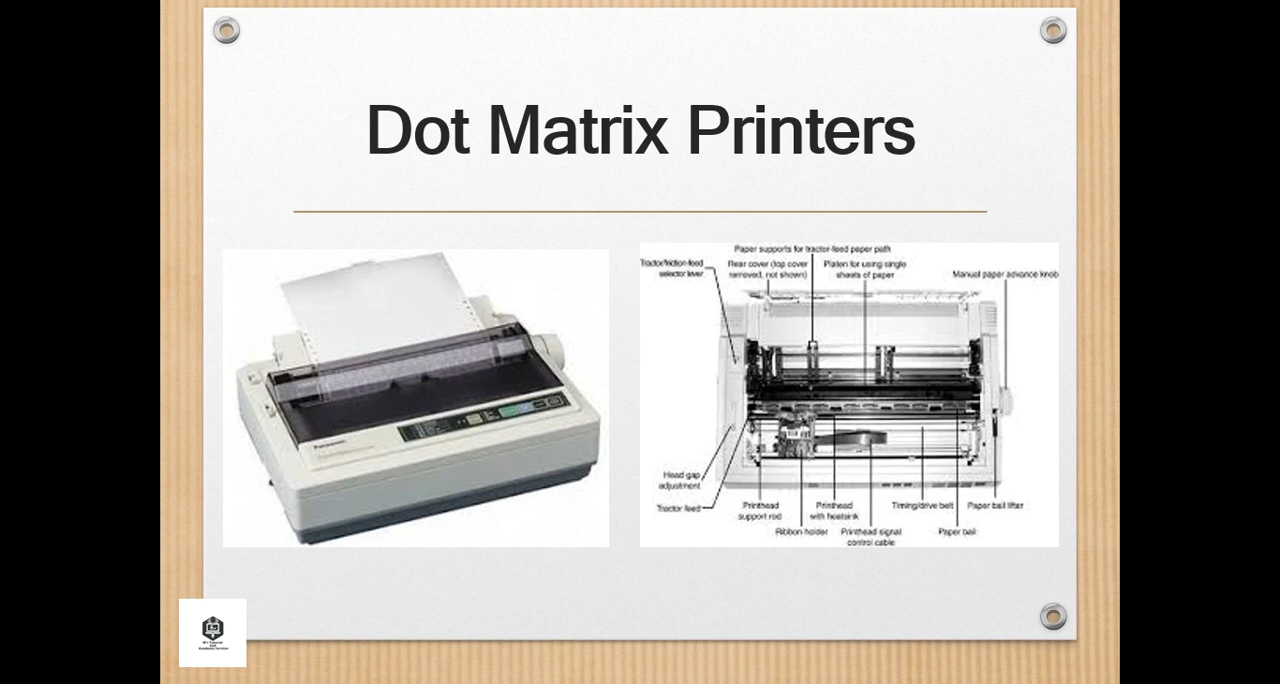 Dot Matrix Printers
Panasonic
Paper supports for tractor-feed paper path
Tractor/friction-feed
selector lever
Rear cover (top cover
removed, not shown)
Platen for using single
sheets of paper
Manual paper advance knob
Head gap
adjustment
Tractor feed
Printhead
support rod
Printhead
with heatsink
Timing/drive belt
Paper bail lifter
Ribbon holder
Printhead signal
control cable
Paper bail